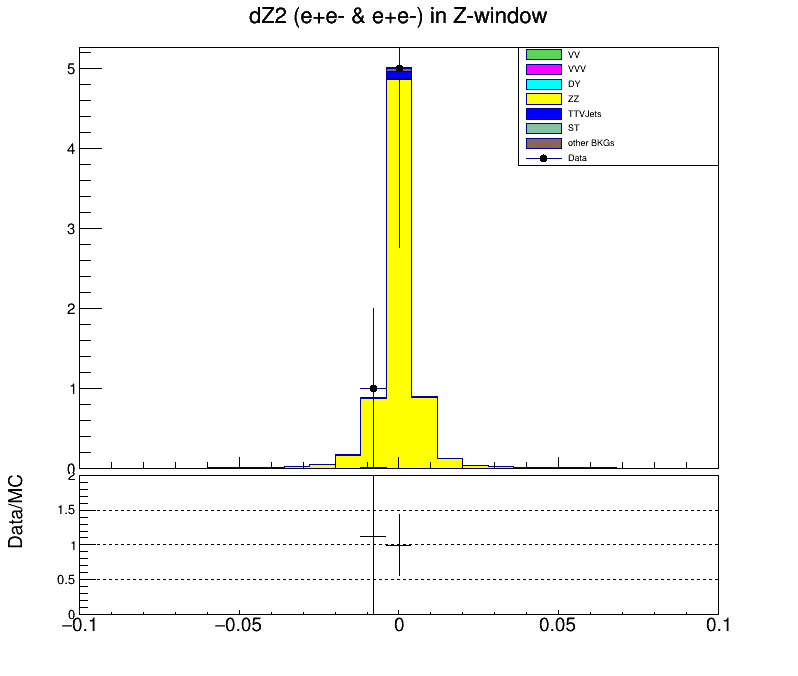 dZ2 (e+e- & e+e-) in Z-window
VV
VVV
DY
ZZ
TTVJets
ST
other BKGs
Data
5
4
3
2
1
0
Data/MC
2
1.5
1
0.5
0
−0.1 −0.05 0 0.05 0.1